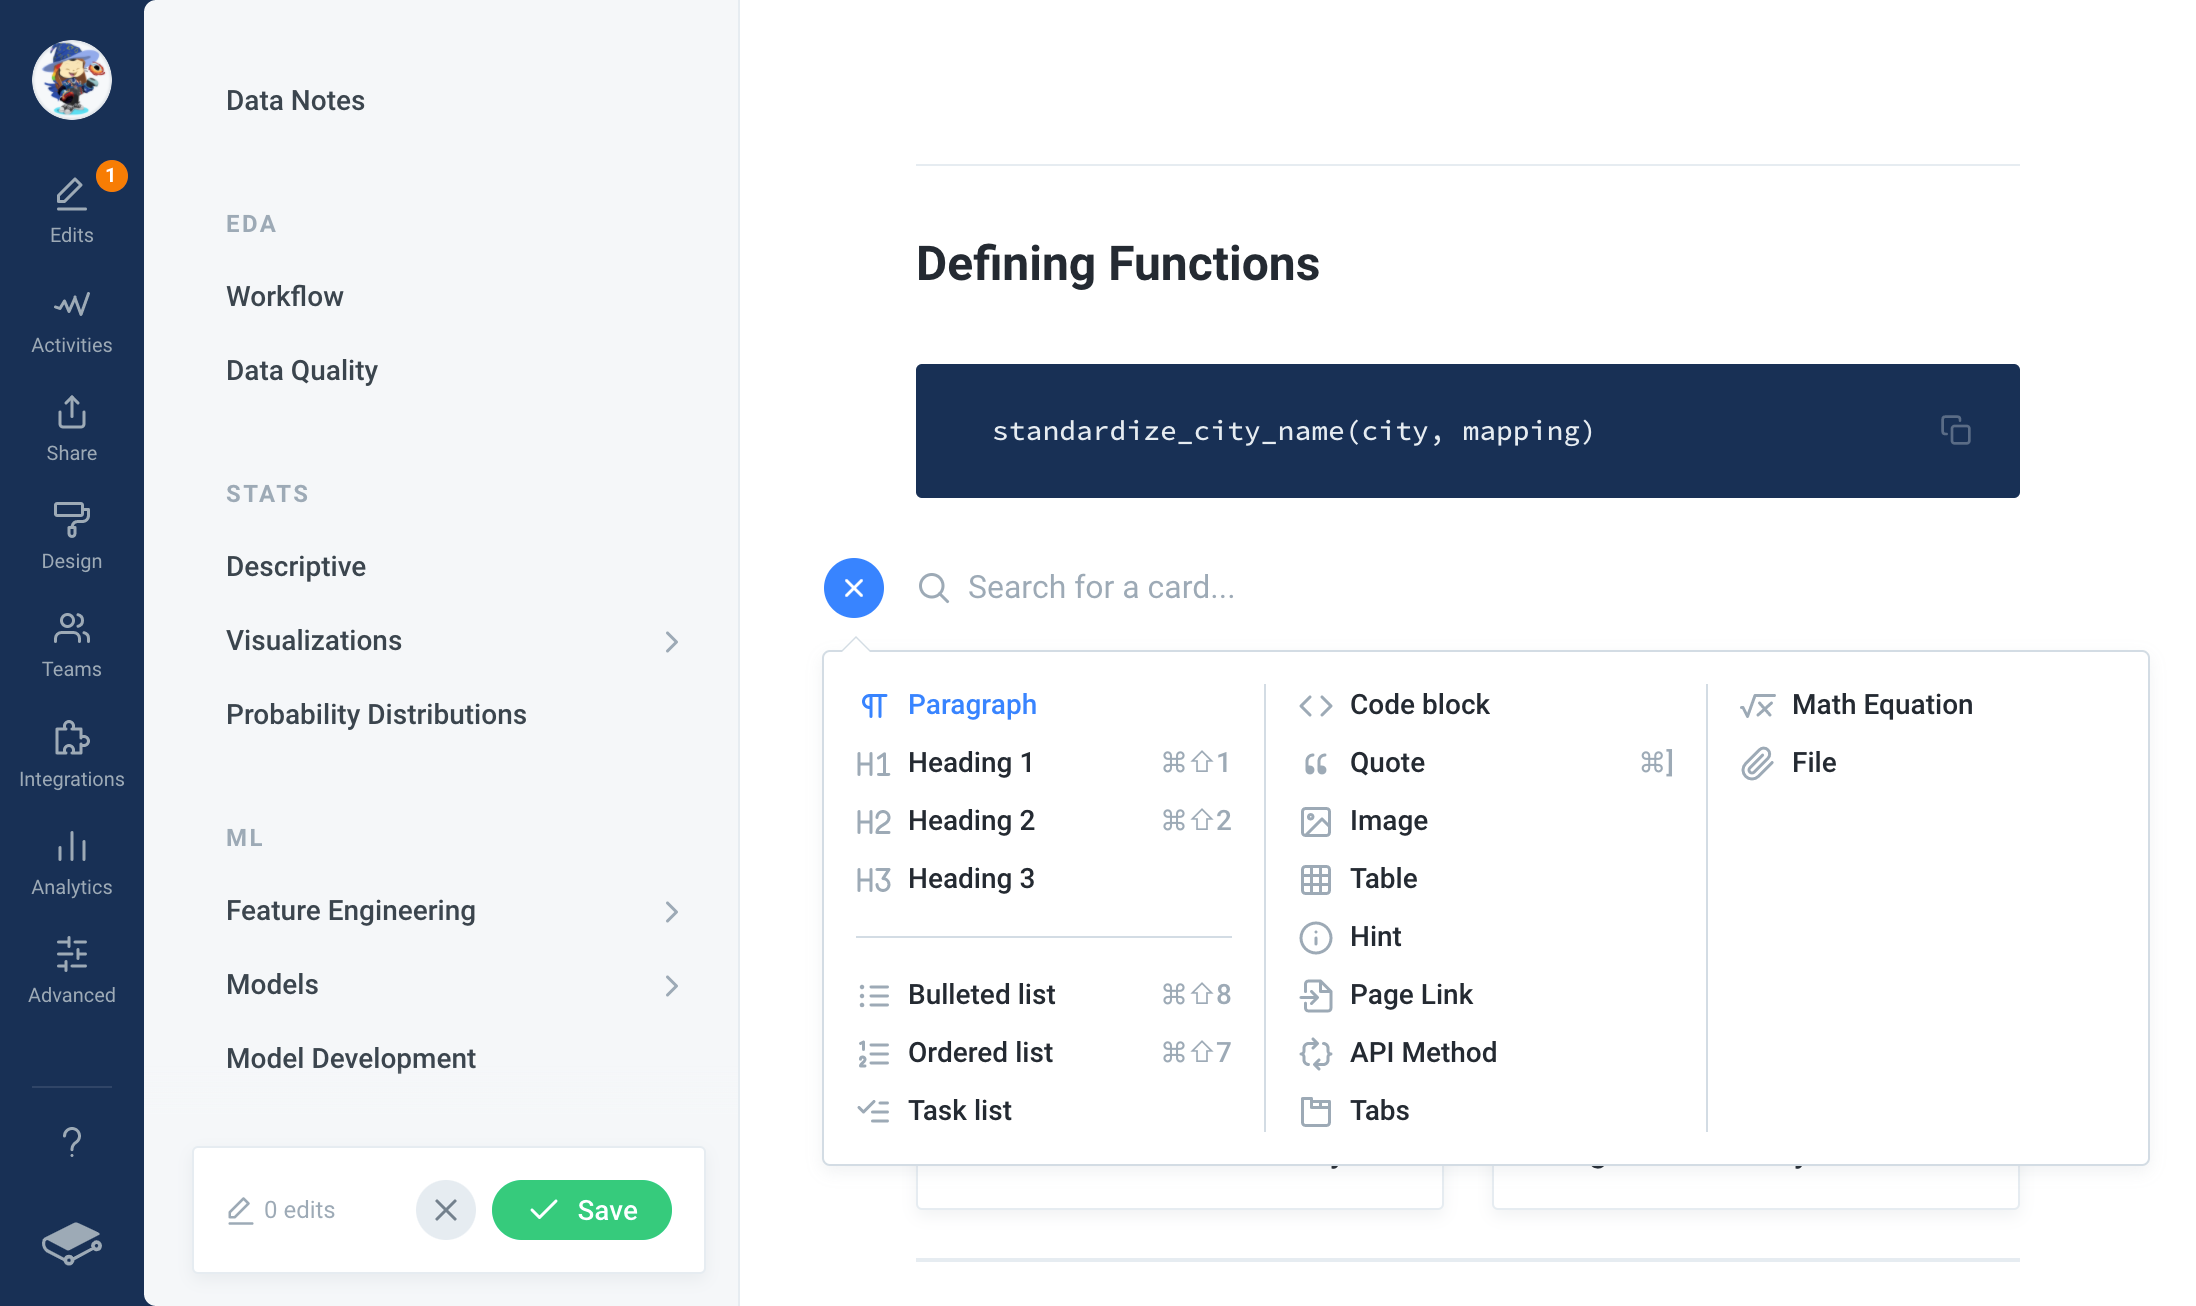 1
Edits
Activities
Share
Design
Teams
Integrations
Analytics
Advanced
?
Data Notes
EDA
Workflow
Data Quality
STATS
Descriptive
Visualizations
Probability Distributions
ML
Feature Engineering
Models
Model Development
0 edits
Save
Defining Functions
standardize_city_name(city, mapping)
Search for a card...
Paragraph
H1 Heading 1 ⌘⇧1
H2 Heading 2 ⌘⇧2
H3 Heading 3
Bulleted list ⌘⇧8
Ordered list ⌘⇧7
Task list
Code block
Quote ⌘]
Image
Table
Hint
Page Link
API Method
Tabs
Math Equation
File